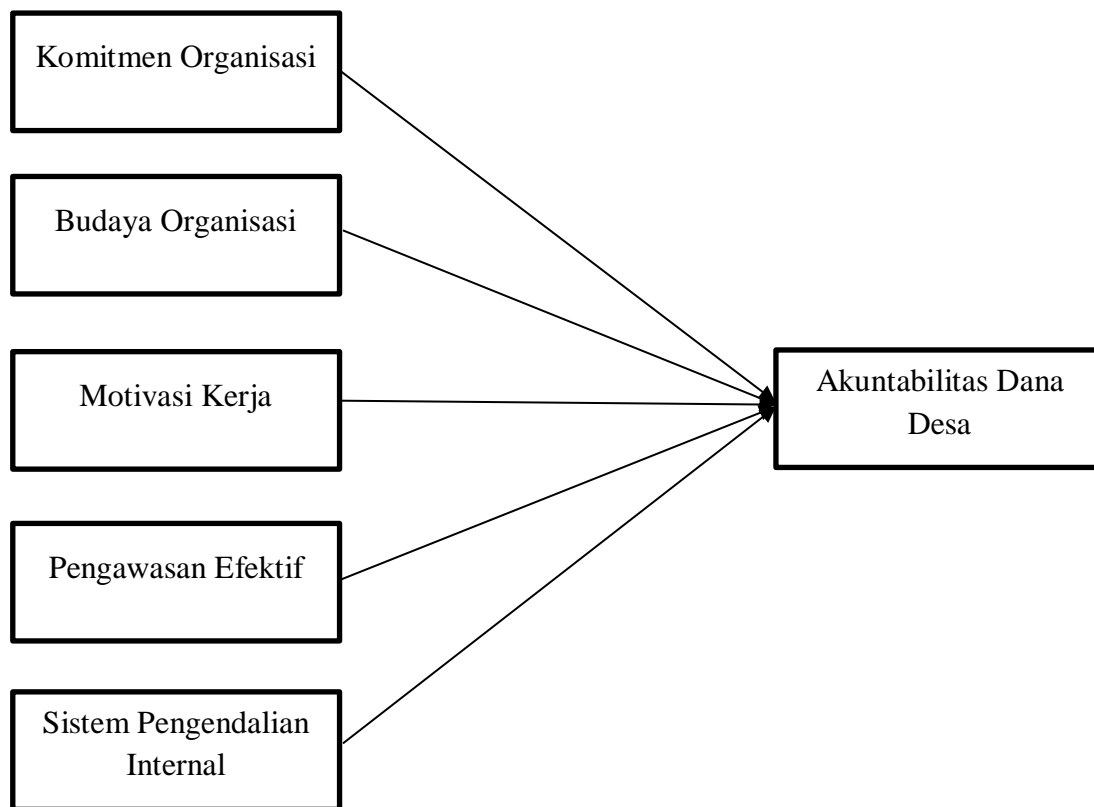 Komitmen Organisasi
Budaya Organisasi
Motivasi Kerja
Pengawasan Efektif
Sistem Pengendalian
Internal
Akuntabilitas Dana
Desa